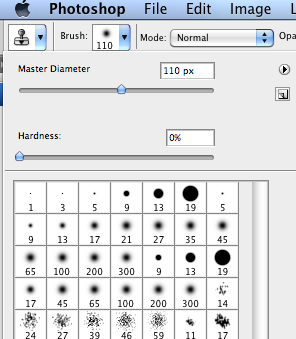 Photoshop File Edit Image L
Brush: 110 Mode: Normal Opa
Master Diameter 110 px
Hardness: 0%
1 3 5 9 13 19 5
9 13 17 21 27 35 45
65 100 200 300 9 13 19
17 45 65 100 200 300 14
24 27 39 46 59 11 17